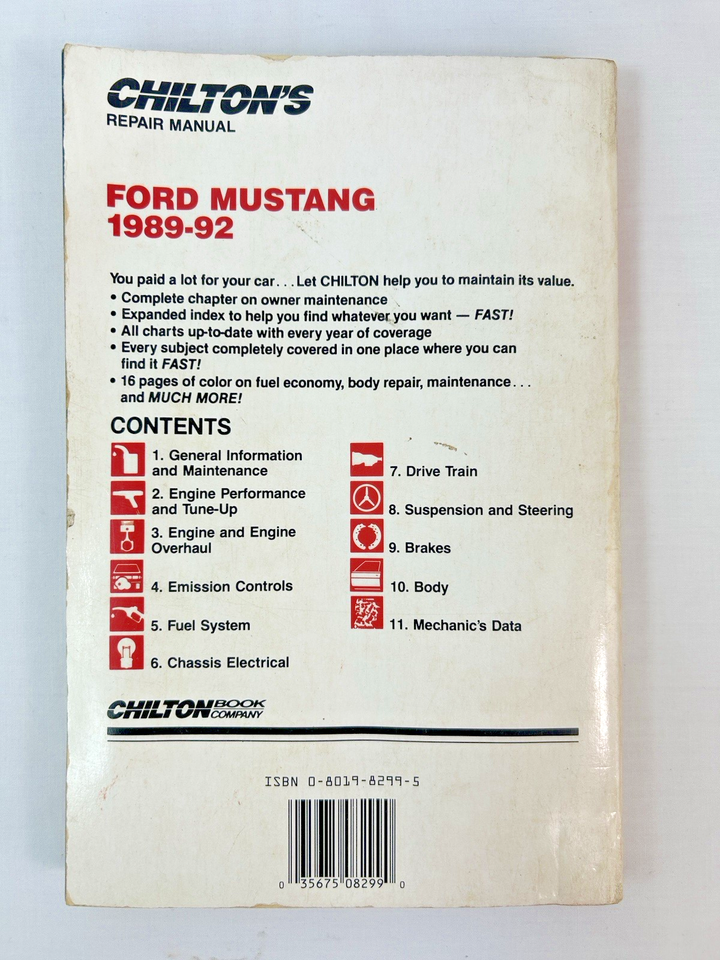 CHILTON'S
REPAIR MANUAL
FORD MUSTANG
1989-92
You paid a lot for your car...Let CHILTON help you to maintain its value.
• Complete chapter on owner maintenance
• Expanded index to help you find whatever you want — FAST!
• All charts up-to-date with every year of coverage
• Every subject completely covered in one place where you can
find it FAST!
• 16 pages of color on fuel economy, body repair, maintenance...
and MUCH MORE!
CONTENTS
1. General Information
and Maintenance
2. Engine Performance
and Tune-Up
3. Engine and Engine
Overhaul
4. Emission Controls
5. Fuel System
6. Chassis Electrical
7. Drive Train
8. Suspension and Steering
9. Brakes
10. Body
11. Mechanic's Data
CHILTON BOOK
COMPANY
ISBN 0-8019-8299-5
0 35675 08299 0